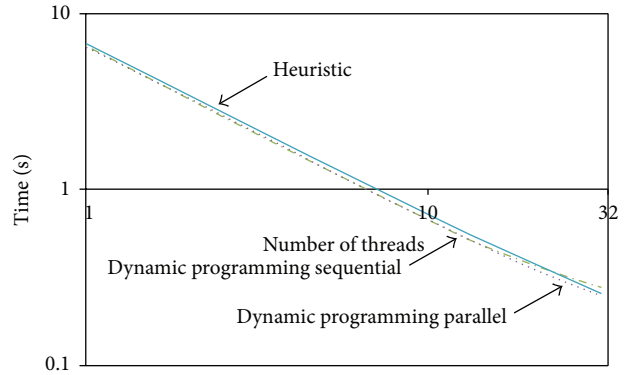 10
Heuristic
Time (s)
1
1
10
32
Number of threads
Dynamic programming sequential
Dynamic programming parallel
0.1